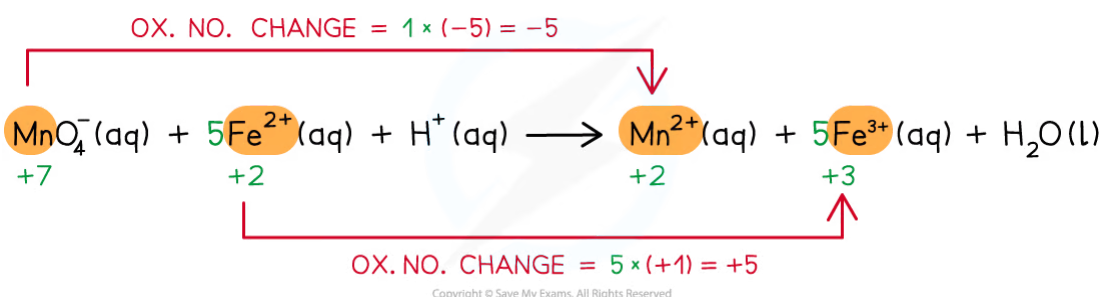 OX. NO. CHANGE = 1 × (−5) = −5
MnO₄⁻(aq) + 5Fe²⁺(aq) + H⁺(aq) ⟶ Mn²⁺(aq) + 5Fe³⁺(aq) + H₂O(l)
+7 +2 +2 +3
OX. NO. CHANGE = 5 × (+1) = +5
Copyright © Save My Exams. All Rights Reserved